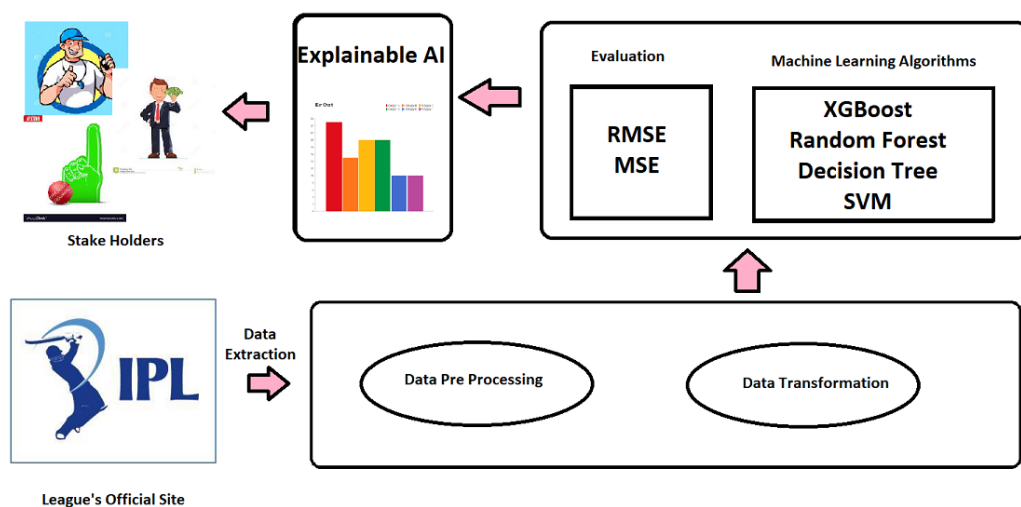 Explainable AI
Evaluation
Machine Learning Algorithms
RMSE
MSE
XGBoost
Random Forest
Decision Tree
SVM
Stake Holders
IPL
Data
Extraction
Data Pre Processing
Data Transformation
League's Official Site